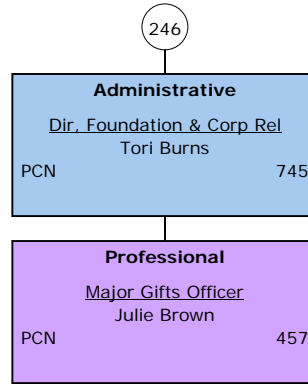 246
Administrative
Dir, Foundation & Corp Rel
Tori Burns
PCN 745
Professional
Major Gifts Officer
Julie Brown
PCN 457